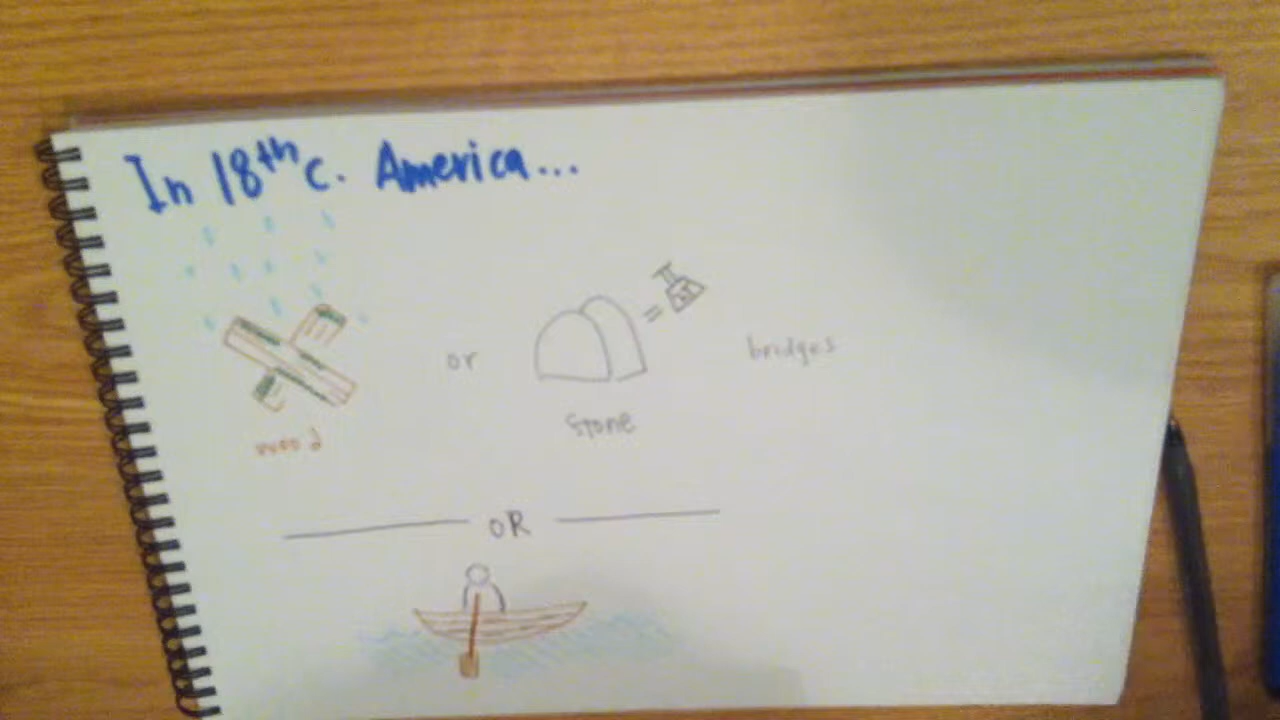 In 18th c. America...
or
bridges
wood
stone
OR